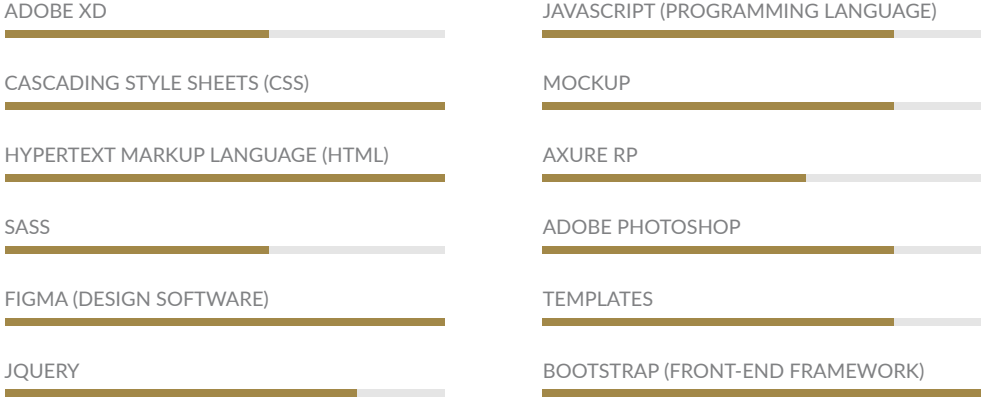 ADOBE XD
CASCADING STYLE SHEETS (CSS)
HYPERTEXT MARKUP LANGUAGE (HTML)
SASS
FIGMA (DESIGN SOFTWARE)
JQUERY
JAVASCRIPT (PROGRAMMING LANGUAGE)
MOCKUP
AXURE RP
ADOBE PHOTOSHOP
TEMPLATES
BOOTSTRAP (FRONT-END FRAMEWORK)